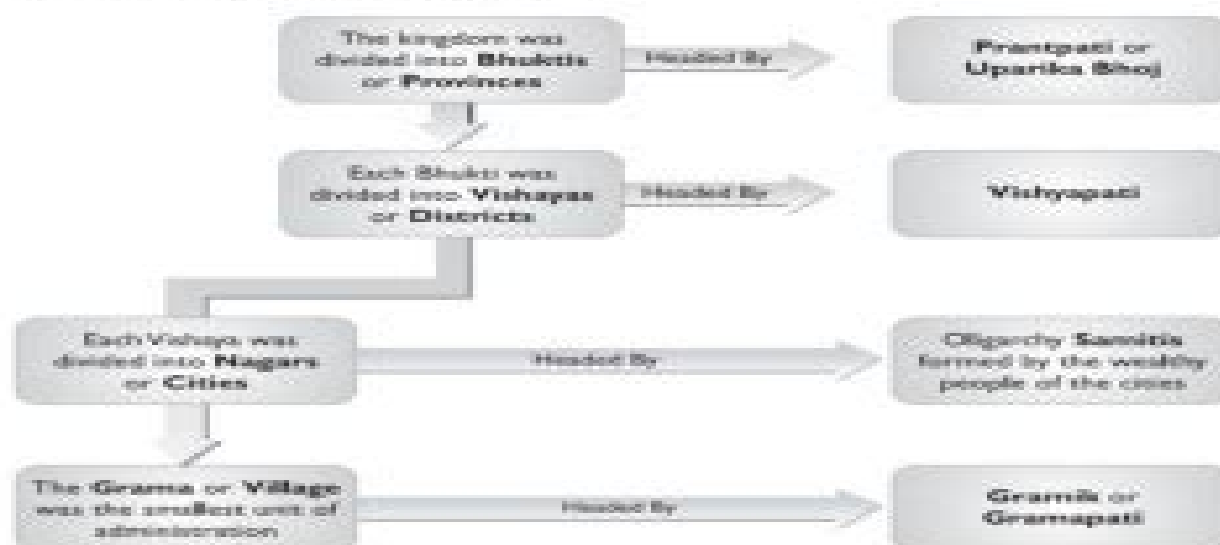 The kingdom was
divided into Bhuktis
or Provinces
Headed By
Prantpati or
Uparika Bhoj
Each Bhukti was
divided into Vishayas
or Districts
Headed By
Vishyapati
Each Vishaya was
divided into Nagars
or Cities
Headed By
Oligarchy Samitis
formed by the wealthy
people of the cities
The Grama or Village
was the smallest unit of
administration
Headed By
Gramik or
Gramapati